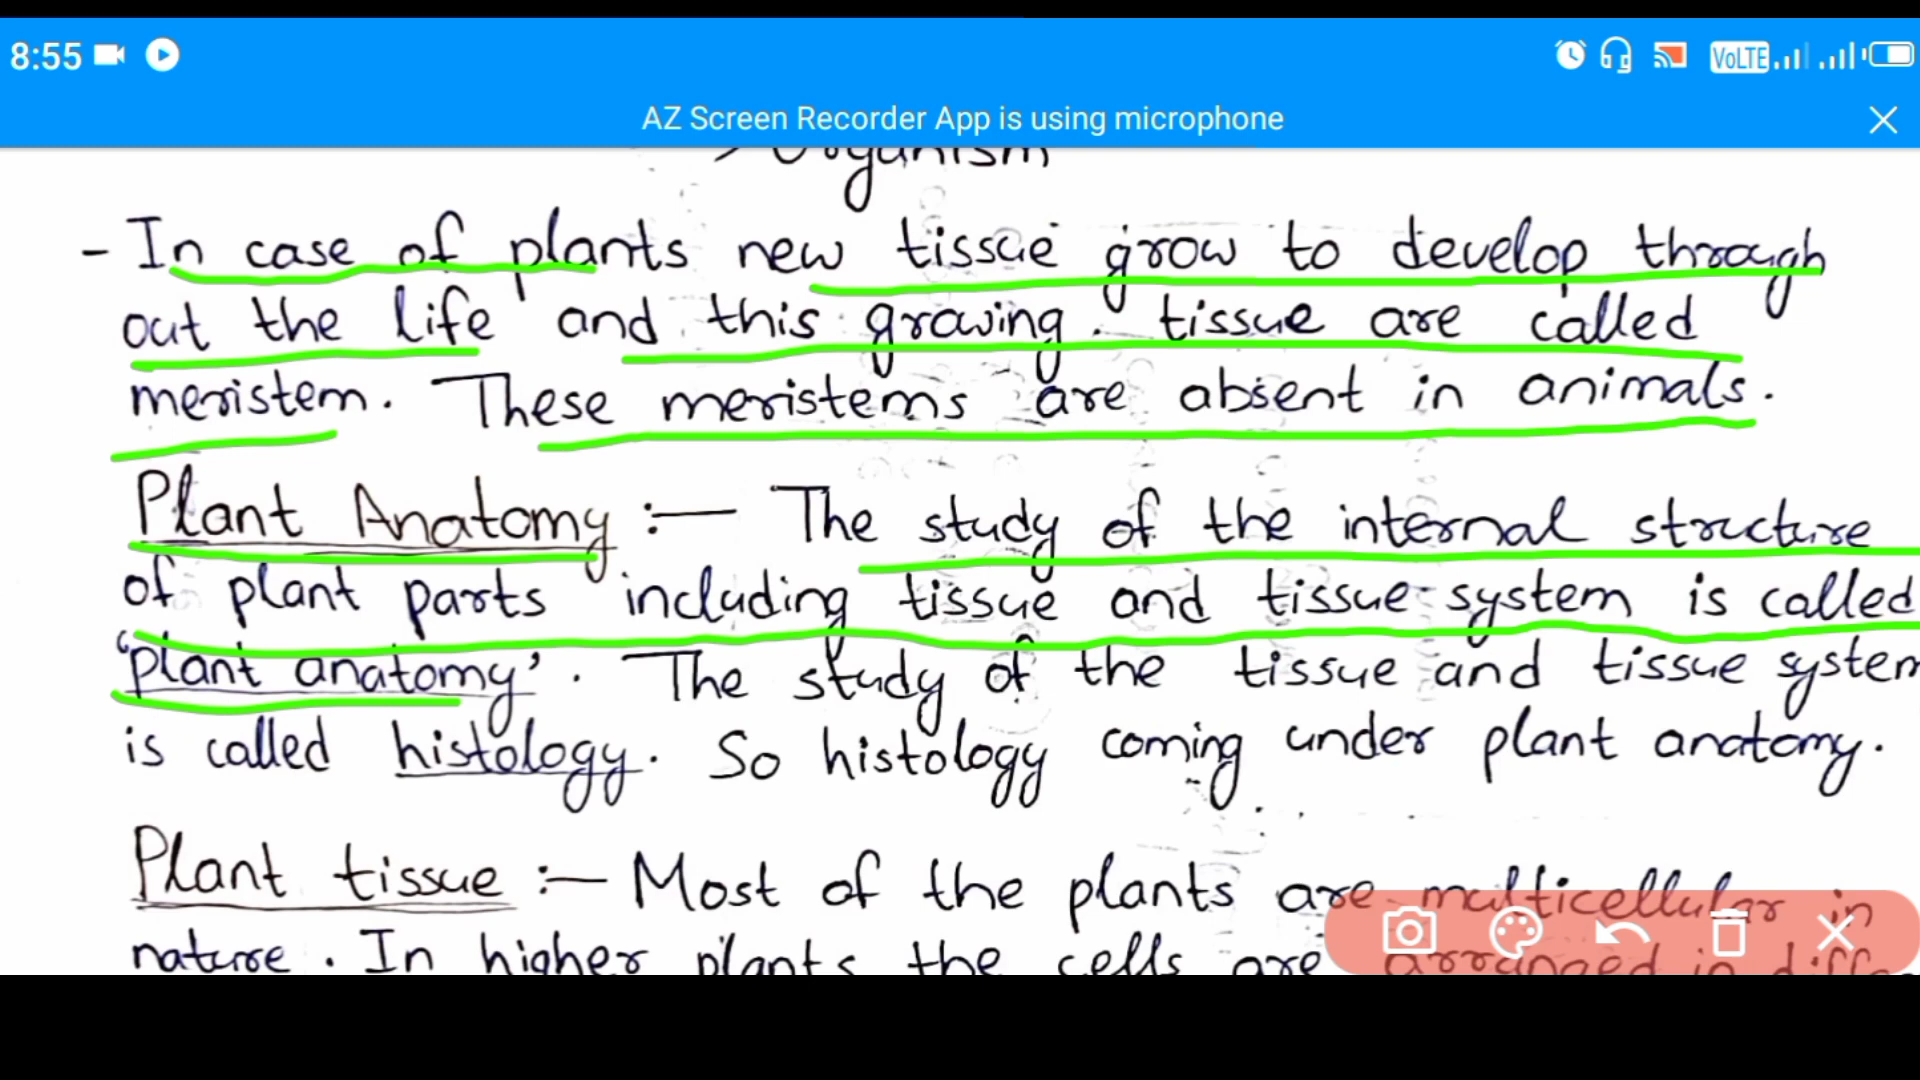 8:55
VoLTE
AZ Screen Recorder App is using microphone
> Organism
- In case of plants new tissue grow to develop through
out the life and this growing tissue are called
meristem. These meristems are absent in animals.
Plant Anatomy :— The study of the internal structure
of plant parts including tissue and tissue system is called
'plant anatomy'. The study of the tissue and tissue system
is called histology. So histology coming under plant anatomy.
Plant tissue :— Most of the plants are multicellular in
nature. In higher plants the cells are arranged in